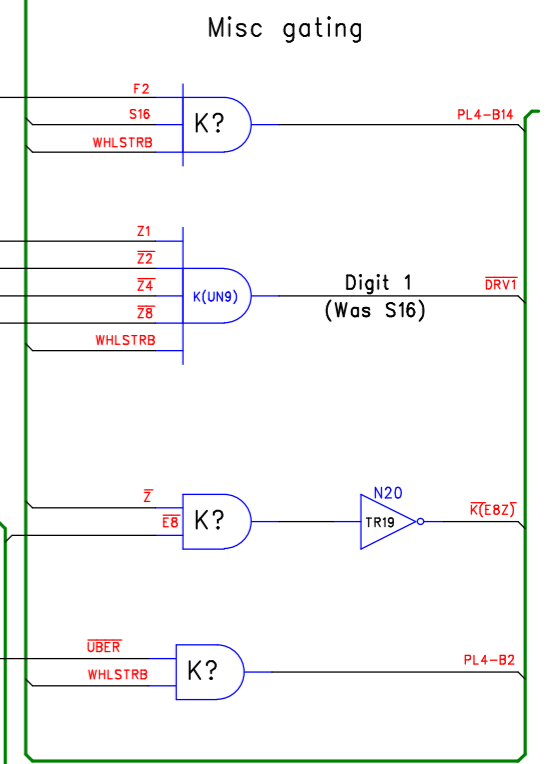 Misc gating
F2
S16
WHLSTRB
K?
PL4-B14
Z1
Z2
Z4
Z8
WHLSTRB
K(UN9)
Digit 1
(Was S16)
DRV1
Z
E8
K?
N20
TR19
K(E8Z)
UBER
WHLSTRB
K?
PL4-B2